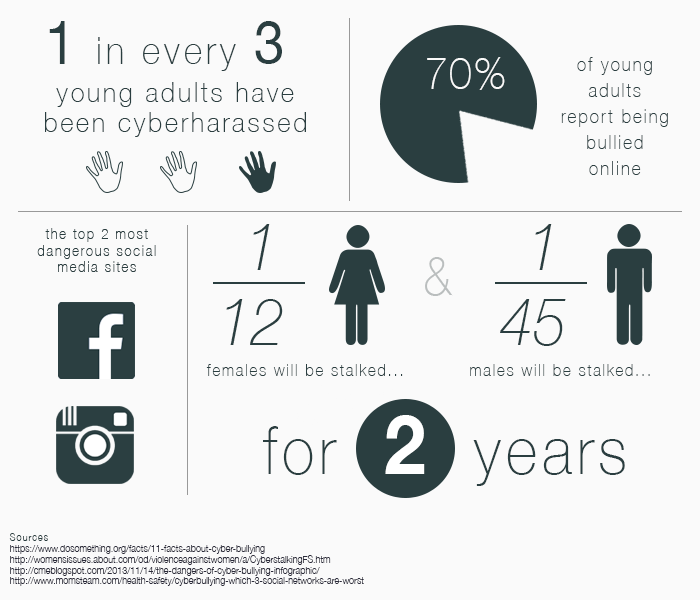 1 in every 3
young adults have
been cyberharassed
70%
of young
adults
report being
bullied
online
the top 2 most
dangerous social
media sites
f
1
12
females will be stalked...
&
1
45
males will be stalked...
for 2 years
Sources
https://www.dosomething.org/facts/11-facts-about-cyber-bullying
http://womensissues.about.com/od/violenceagainstwomen/a/CyberstalkingFS.htm
http://cmeblogspot.com/2013/11/14/the-dangers-of-cyber-bullying-infographic/
http://www.momsteam.com/health-safety/cyberbullying-which-3-social-networks-are-worst